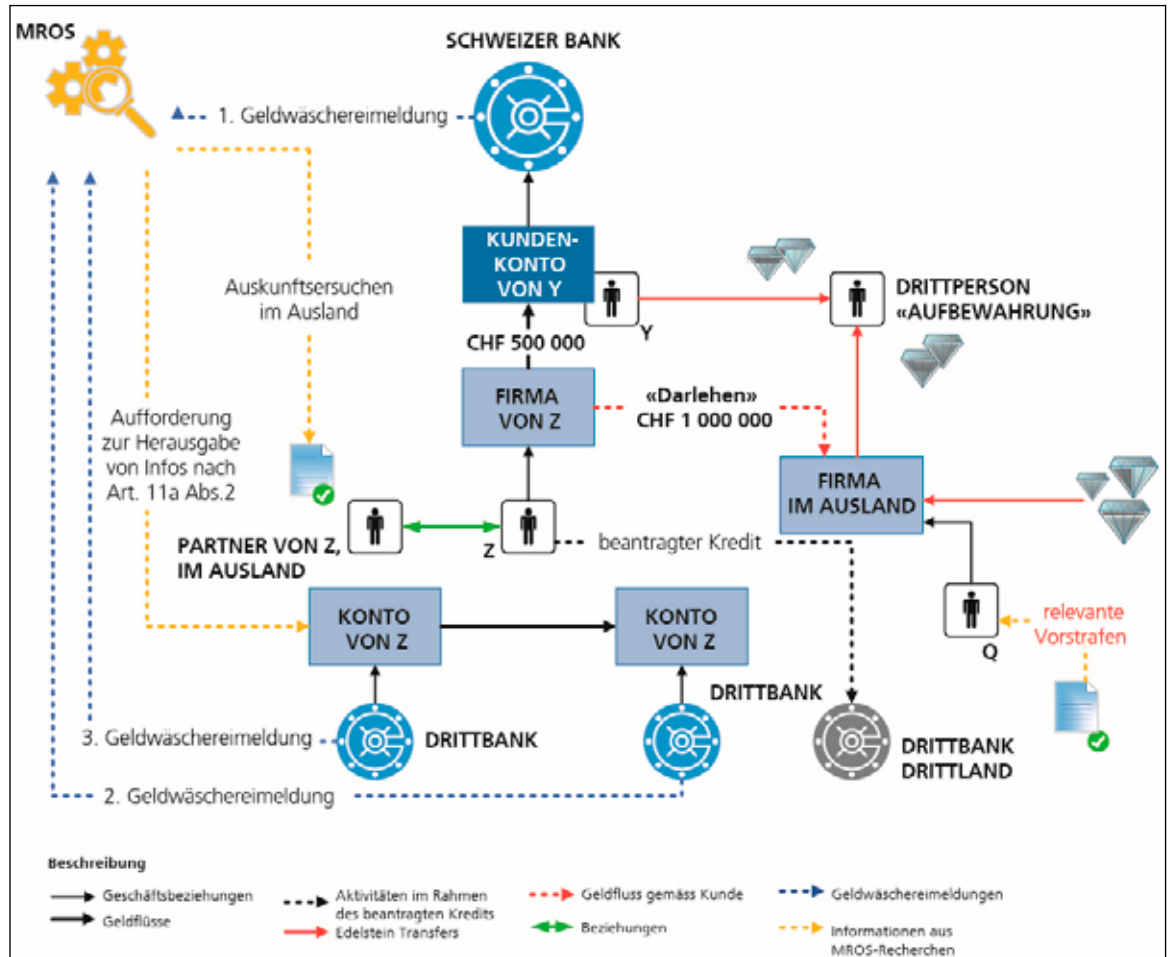 MROS
SCHWEIZER BANK
1. Geldwäschereimeldung
KUNDEN-
KONTO
VON Y
Y
DRITTPERSON
«AUFBEWAHRUNG»
Auskunftsersuchen
im Ausland
CHF 500 000
FIRMA
VON Z
«Darlehen»
CHF 1 000 000
Aufforderung
zur Herausgabe
von Infos nach
Art. 11a Abs.2
FIRMA
IM AUSLAND
PARTNER VON Z,
IM AUSLAND
Z
beantragter Kredit
KONTO
VON Z
KONTO
VON Z
Q
relevante
Vorstrafen
3. Geldwäschereimeldung
DRITTBANK
DRITTBANK
DRITTBANK
DRITTLAND
2. Geldwäschereimeldung
Beschreibung
Geschäftsbeziehungen
Geldflüsse
Aktivitäten im Rahmen
des beantragten Kredits
Edelstein Transfers
Geldfluss gemäss Kunde
Beziehungen
Geldwäschereimeldungen
Informationen aus
MROS-Recherchen